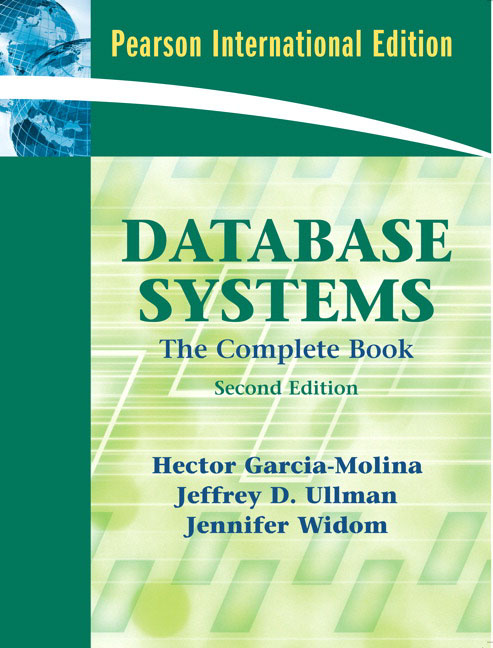 Pearson International Edition
DATABASE
SYSTEMS
The Complete Book
Second Edition
Hector Garcia-Molina
Jeffrey D. Ullman
Jennifer Widom